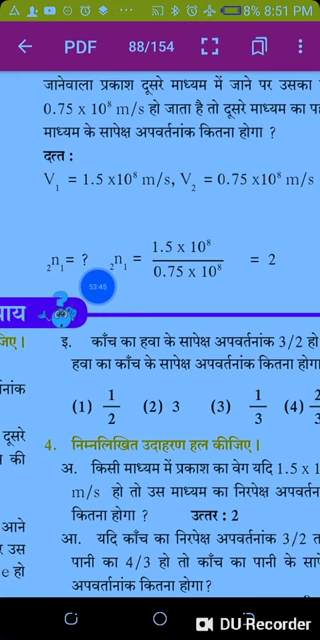 8% 8:51 PM
PDF 88/154
जानेवाला प्रकाश दूसरे माध्यम में जाने पर उसका
0.75 x 10⁸ m/s हो जाता है तो दूसरे माध्यम का
माध्यम के सापेक्ष अपवर्तनांक कितना होगा ?
दत्त :
V₁ = 1.5 x10⁸ m/s, V₂ = 0.75 x10⁸ m/s
₂n₁ = ? ₂n₁ = 1.5 x 10⁸ / 0.75 x 10⁸ = 2
53:45
इ. काँच का हवा के सापेक्ष अपवर्तनांक 3/2 हो
हवा का काँच के सापेक्ष अपवर्तनांक कितना
(1) 1/2 (2) 3 (3) 1/3 (4)
4. निम्नलिखित उदाहरण हल कीजिए।
दूसरे
अ. किसी माध्यम में प्रकाश का वेग यदि 1.5 x
की
m/s हो तो उस माध्यम का निरपेक्ष
कितना होगा ? उत्तर : 2
आने
आ. यदि काँच का निरपेक्ष अपवर्तनांक 3/2
उस
पानी का 4/3 हो तो काँच का पानी के
e हो
अपवर्तानांक कितना होगा?
DU Recorder